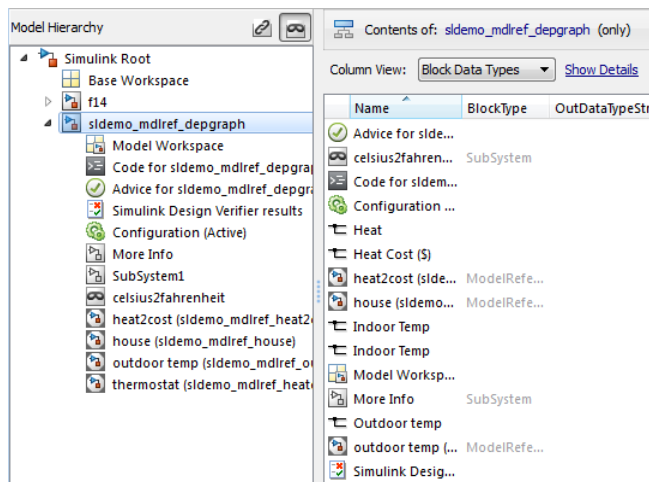 Model Hierarchy
Simulink Root
Base Workspace
f14
sldemo_mdlref_depgraph
Model Workspace
Code for sldemo_mdlref_depgra
Advice for sldemo_mdlref_depgra
Simulink Design Verifier results
Configuration (Active)
More Info
SubSystem1
celsius2fahrenheit
heat2cost (sldemo_mdlref_heat2
house (sldemo_mdlref_house)
outdoor temp (sldemo_mdlref_ou
thermostat (sldemo_mdlref_heate
Contents of: sldemo_mdlref_depgraph (only)
Column View: Block Data Types Show Details
Name BlockType OutDataTypeStr
Advice for slde...
celsius2fahren... SubSystem
Code for sldem...
Configuration ...
Heat
Heat Cost ($)
heat2cost (slde... ModelRefe...
house (sldemo... ModelRefe...
Indoor Temp
Indoor Temp
Model Worksp...
More Info SubSystem
Outdoor temp
outdoor temp (... ModelRefe...
Simulink Desig...